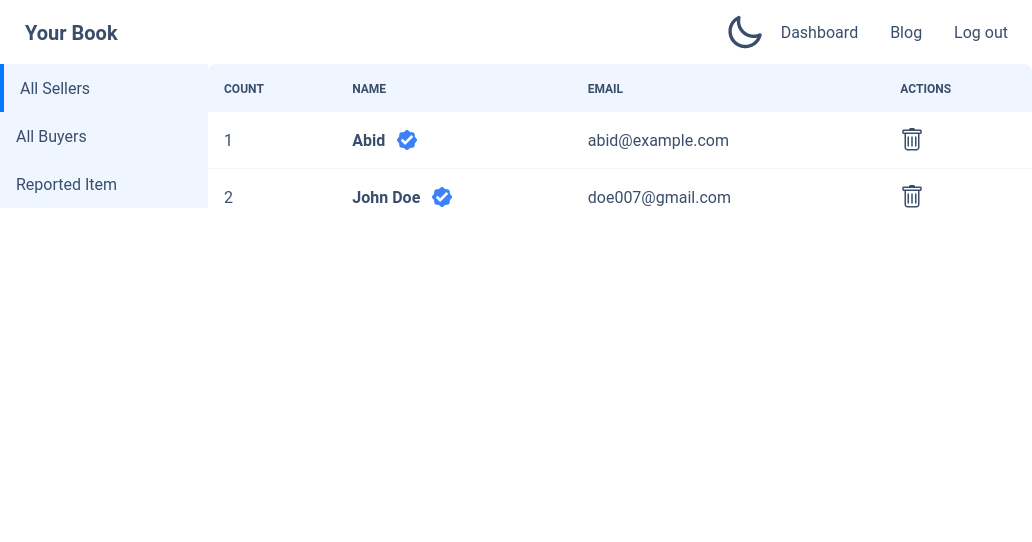 Your Book Dashboard Blog Log out
All Sellers
All Buyers
Reported Item
COUNT NAME EMAIL ACTIONS
1 Abid abid@example.com
2 John Doe doe007@gmail.com